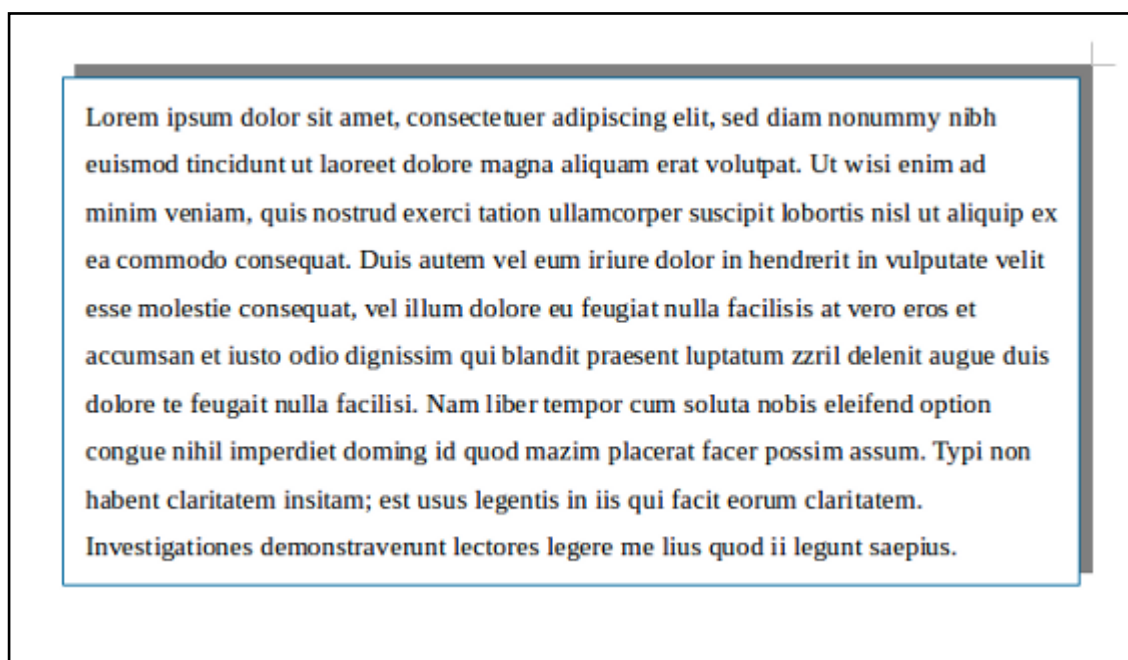 Lorem ipsum dolor sit amet, consectetuer adipiscing elit, sed diam nonummy nibh
euismod tincidunt ut laoreet dolore magna aliquam erat volutpat. Ut wisi enim ad
minim veniam, quis nostrud exerci tation ullamcorper suscipit lobortis nisl ut aliquip ex
ea commodo consequat. Duis autem vel eum iriure dolor in hendrerit in vulputate velit
esse molestie consequat, vel illum dolore eu feugiat nulla facilisis at vero eros et
accumsan et iusto odio dignissim qui blandit praesent luptatum zzril delenit augue duis
dolore te feugait nulla facilisi. Nam liber tempor cum soluta nobis eleifend option
congue nihil imperdiet doming id quod mazim placerat facer possim assum. Typi non
habent claritatem insitam; est usus legentis in iis qui facit eorum claritatem.
Investigationes demonstraverunt lectores legere me lius quod ii legunt saepius.